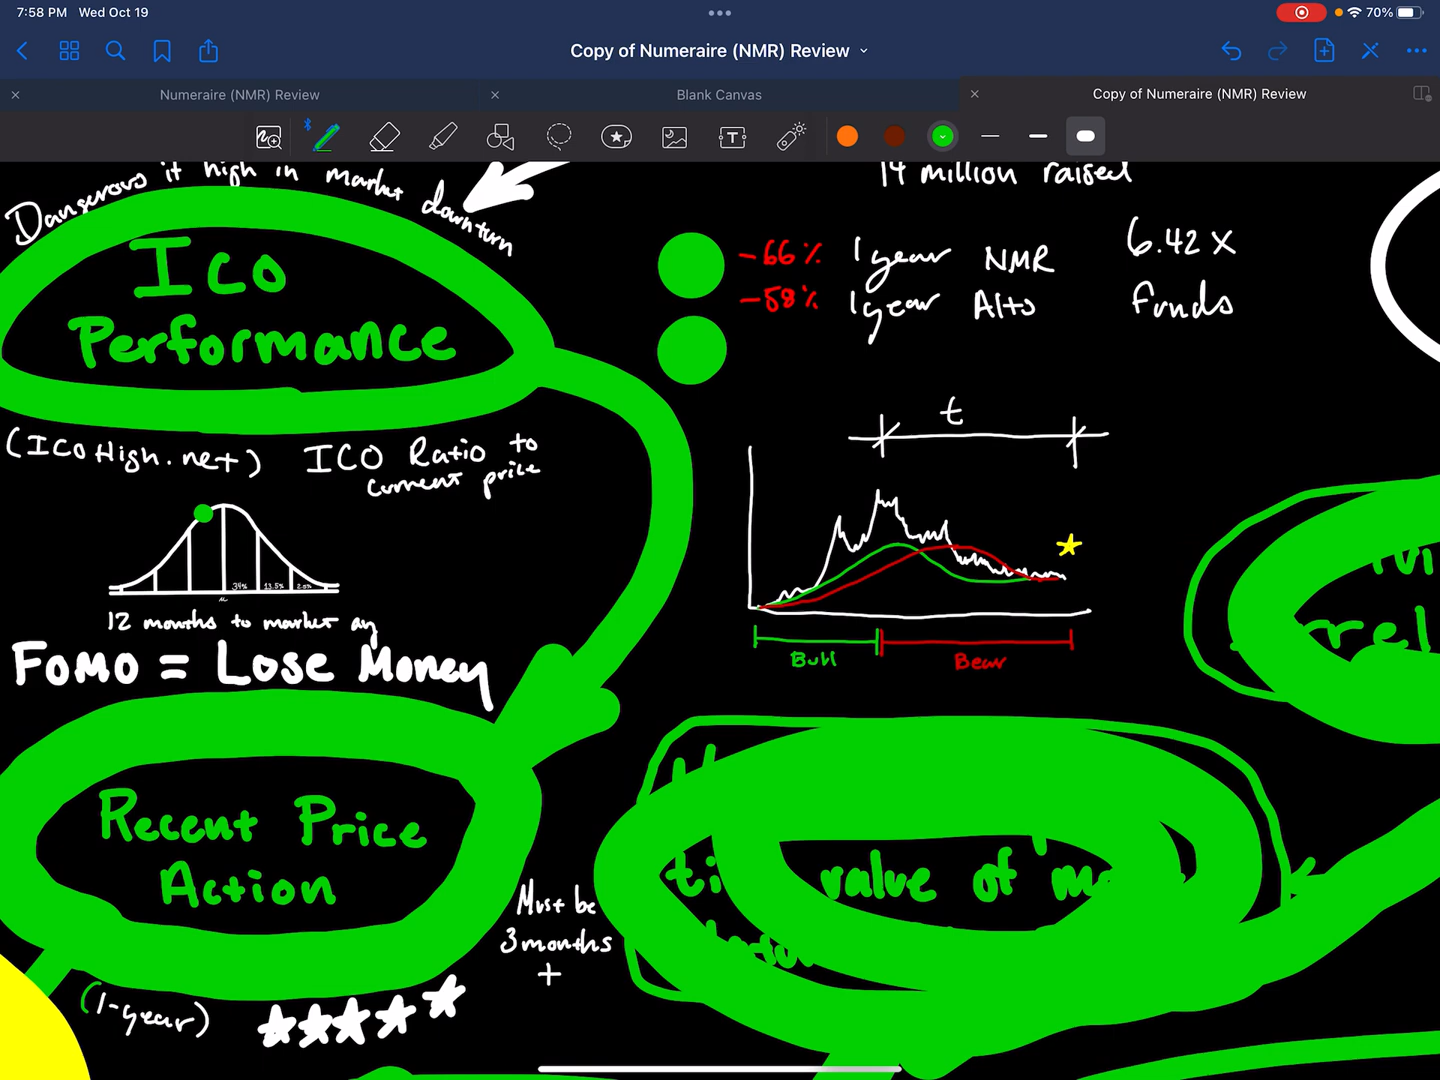 7:58 PM Wed Oct 19
70%
Copy of Numeraire (NMR) Review
Numeraire (NMR) Review
Blank Canvas
Copy of Numeraire (NMR) Review
Dangerous if high in market downturn
14 million raised
ICO
Performance
-66% 1 year NMR 6.42 X
-58% 1 year Alts Funds
(ICOHigh.net) ICO Ratio to
current price
t
34% 13.5%
μ
12 months to market avg
FOMO = Lose Money
Bull Bear
Recent Price
Action
value of
Must be
3 months
+
(1-year)